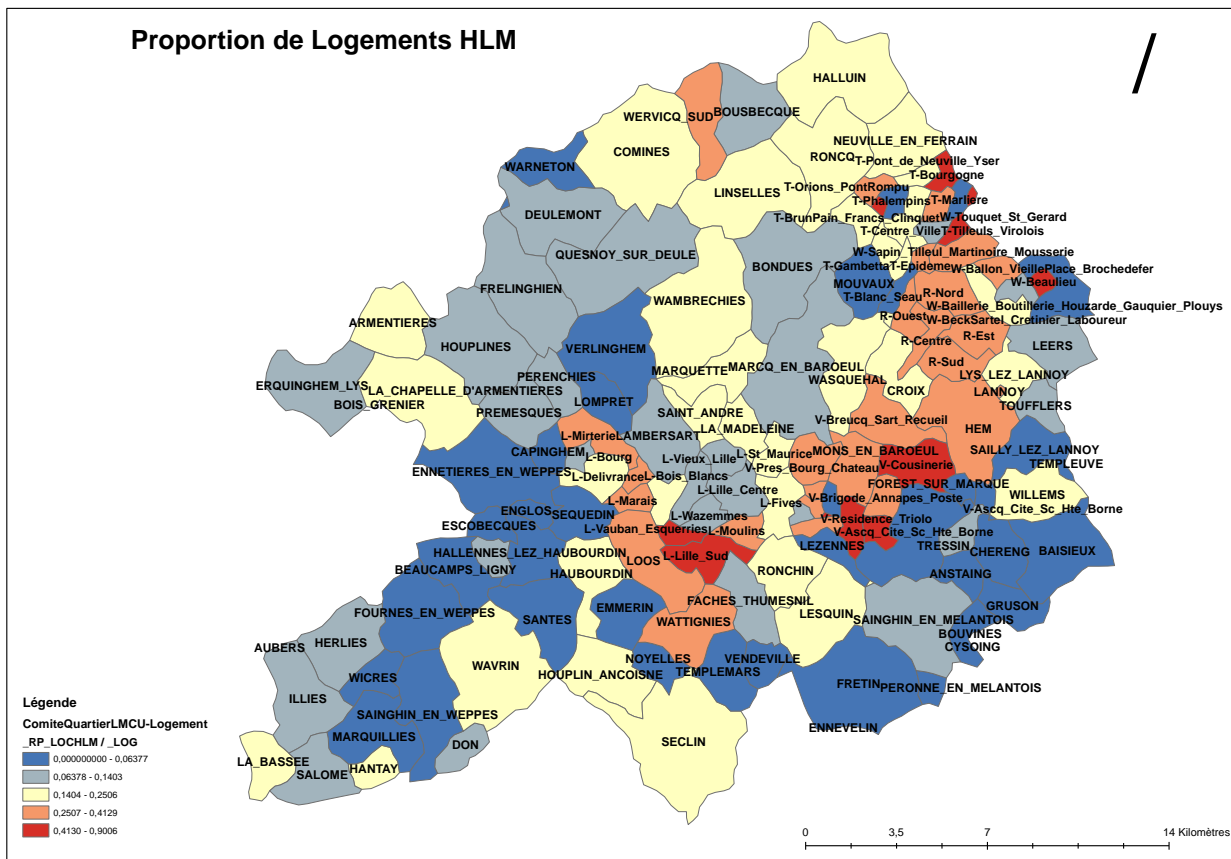 Proportion de Logements HLM
HALLUIN
WERVICQ_SUD
BOUSBECQUE
NEUVILLE_EN_FERRAIN
COMINES
RONCQ
T-Pont_de_Neuville_Yser
WARNETON
T-Bourgogne
LINSELLES
T-Orions_PontRompu
T-Phalempins
T-Marliere
DEULEMONT
T-BrunPain_Francs_Clinquet
W-Touquet_St_Gerard
T-Centre_Ville
T-Tilleuls_Virolois
QUESNOY_SUR_DEULE
W-Sapin_Tilleul_Martinoire_Mousserie
BONDUES
T-Gambetta
T-Epideme
W-Ballon_VieillePlace_Brochedefer
FRELINGHIEN
MOUVAUX
W-Beaulieu
WAMBRECHIES
T-Blanc_Seau
R-Nord
W-Baillerie_Boutillerie_Houzarde_Gauquier_Plouys
ARMENTIERES
R-Ouest
W-BeckSartel_Cretinier_Laboureur
HOUPLINES
VERLINGHEM
R-Centre
R-Est
LEERS
R-Sud
MARQUETTE
MARCQ_EN_BAROEUL
PERENCHIES
WASQUEHAL
LYS_LEZ_LANNOY
ERQUINGHEM_LYS
LA_CHAPELLE_D'ARMENTIERES
CROIX
LANNOY
BOIS_GRENIER
LOMPRET
TOUFFLERS
PREMESQUES
SAINT_ANDRE
V-Breucq_Sart_Recueil
LA_MADELEINE
HEM
L-Mirterie
LAMBERSART
CAPINGHEM
L-Bourg
L-Vieux_Lille
L-St_Maurice
MONS_EN_BAROEUL
SAILLY_LEZ_LANNOY
ENNETIERES_EN_WEPPES
V-Pres_Bourg_Chateau
V-Cousinerie
TEMPLEUVE
L-Delivrance
L-Bois_Blancs
FOREST_SUR_MARQUE
L-Lille_Centre
L-Marais
L-Fives
V-Brigode_Annapes_Poste
WILLEMS
ENGLOS
SEQUEDIN
L-Wazemmes
V-Ascq_Cite_Sc_Hte_Borne
ESCOBECQUES
L-Vauban_Esquerries
L-Moulins
V-Residence_Triolo
V-Ascq_Cite_Sc_Hte_Borne
HALLENNES_LEZ_HAUBOURDIN
LEZENNES
TRESSIN
CHERENG
BAISIEUX
LOOS
L-Lille_Sud
BEAUCAMPS_LIGNY
HAUBOURDIN
RONCHIN
ANSTAING
FOURNES_EN_WEPPES
EMMERIN
FACHES_THUMESNIL
GRUSON
SANTES
WATTIGNIES
LESQUIN
SAINGHIN_EN_MELANTOIS
HERLIES
BOUVINES
AUBERS
CYSOING
NOYELLES
VENDEVILLE
WAVRIN
HOUPLIN_ANCOISNE
TEMPLEMARS
WICRES
FRETIN
PERONNE_EN_MELANTOIS
ILLIES
SAINGHIN_EN_WEPPES
ENNEVELIN
MARQUILLIES
DON
SECLIN
LA_BASSEE
HANTAY
SALOME
Légende
ComiteQuartierLMCU-Logement
_RP_LOCHLM / _LOG
0,000000000 - 0,06377
0,06378 - 0,1403
0,1404 - 0,2506
0,2507 - 0,4129
0,4130 - 0,9006
0 3,5 7 14 Kilomètres